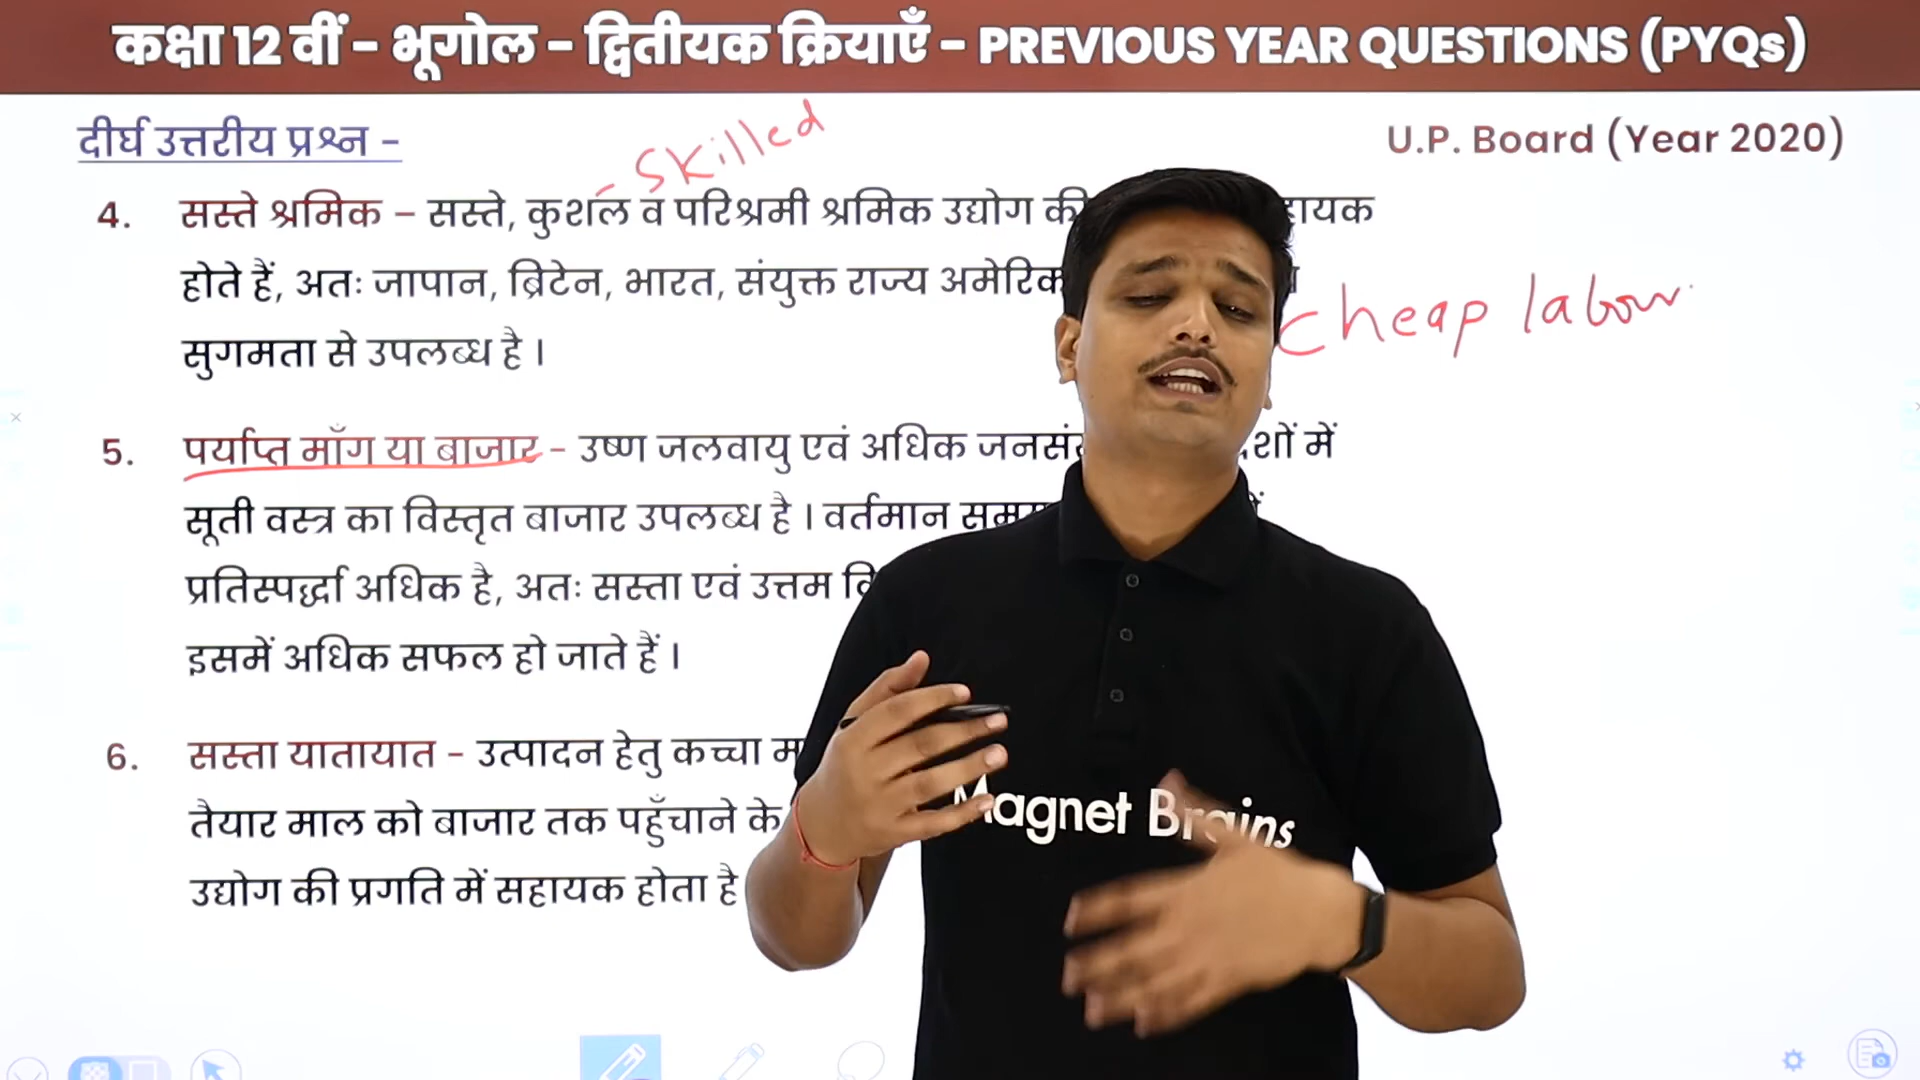 कक्षा 12 वीं – भूगोल – द्वितीयक क्रियाएँ – PREVIOUS YEAR QUESTIONS (PYQs)
दीर्घ उत्तरीय प्रश्न –
U.P. Board (Year 2020)
Skilled
4. सस्ते श्रमिक – सस्ते, कुशल व परिश्रमी श्रमिक उद्योग की
होते हैं, अतः जापान, ब्रिटेन, भारत, संयुक्त राज्य
सुगमता से उपलब्ध है ।
Cheap labour
5. पर्याप्त माँग या बाजार – उष्ण जलवायु एवं अधिक में
सूती वस्त्र का विस्तृत बाजार उपलब्ध है । वर्तमान
प्रतिस्पर्द्धा अधिक है, अतः सस्ता एवं उत्तम
इसमें अधिक सफल हो जाते हैं ।
6. सस्ता यातायात – उत्पादन हेतु कच्चा
तैयार माल को बाजार तक पहुँचाने के
उद्योग की प्रगति में सहायक होता है
Magnet Brains